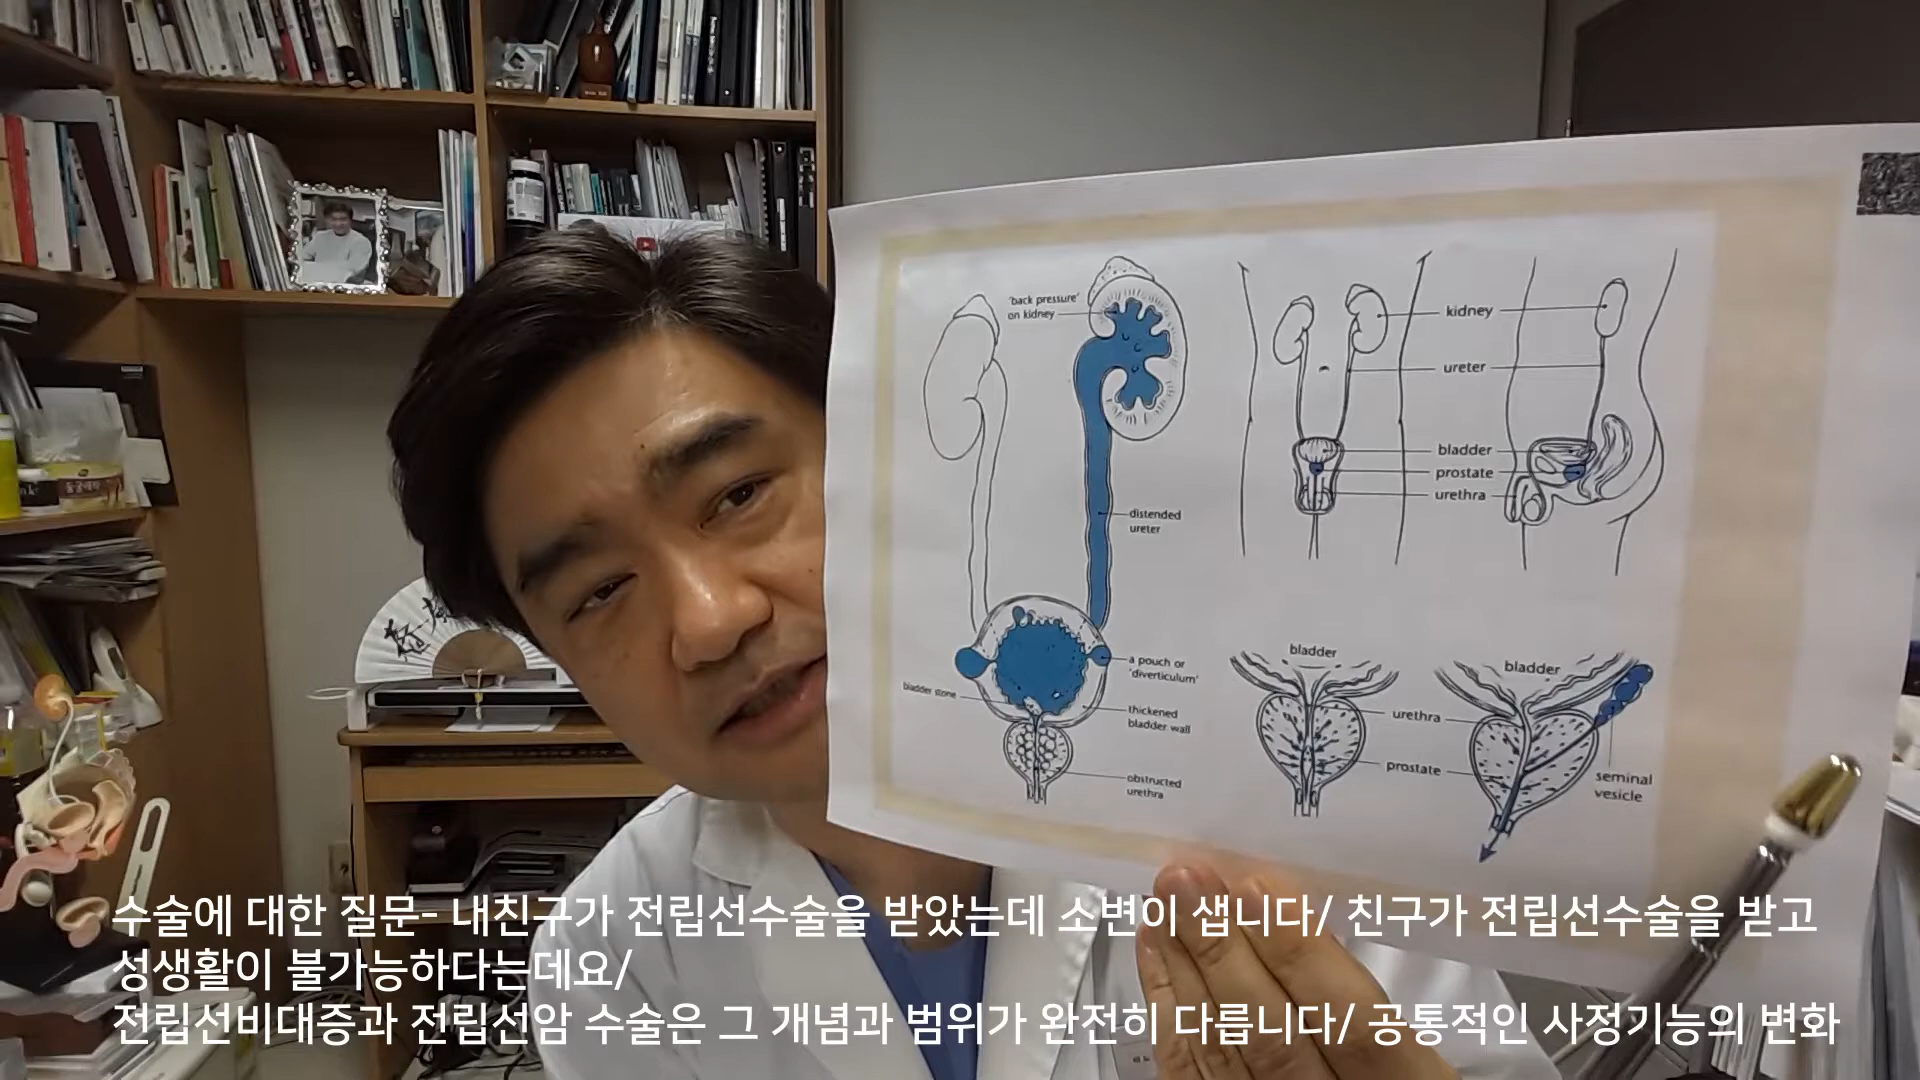 'back pressure'
on kidney
distended
ureter
a pouch or
'diverticulum'
bladder stone
thickened
bladder wall
obstructed
urethra
kidney
ureter
bladder
prostate
urethra
bladder
bladder
urethra
prostate
seminal
vesicle
수술에 대한 질문- 내친구가 전립선수술을 받았는데 소변이 샙니다/ 친구가 전립선수술을 받고
성생활이 불가능하다는데요/
전립선비대증과 전립선암 수술은 그 개념과 범위가 완전히 다릅니다/ 공통적인 사정기능의 변화